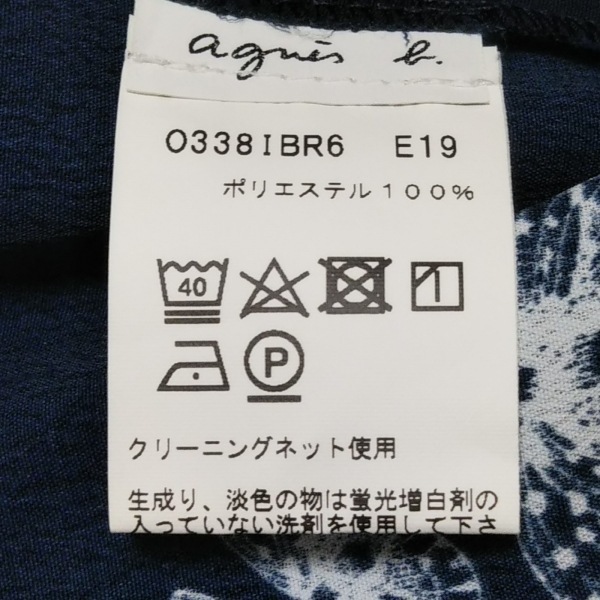 agnès b.
0338IBR6 E19
ポリエステル100%
40
1
P
クリーニングネット使用
生成り、淡色の物は蛍光増白剤の
入っていない洗剤を使用して下さ